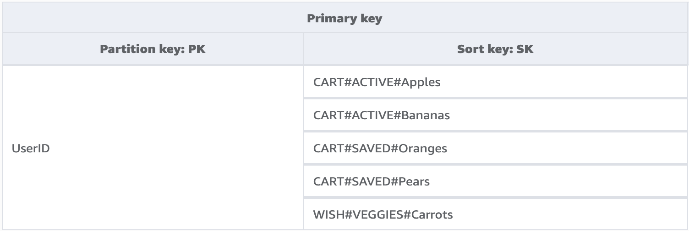 Primary key
Partition key: PK Sort key: SK
UserID
CART#ACTIVE#Apples
CART#ACTIVE#Bananas
CART#SAVED#Oranges
CART#SAVED#Pears
WISH#VEGGIES#Carrots